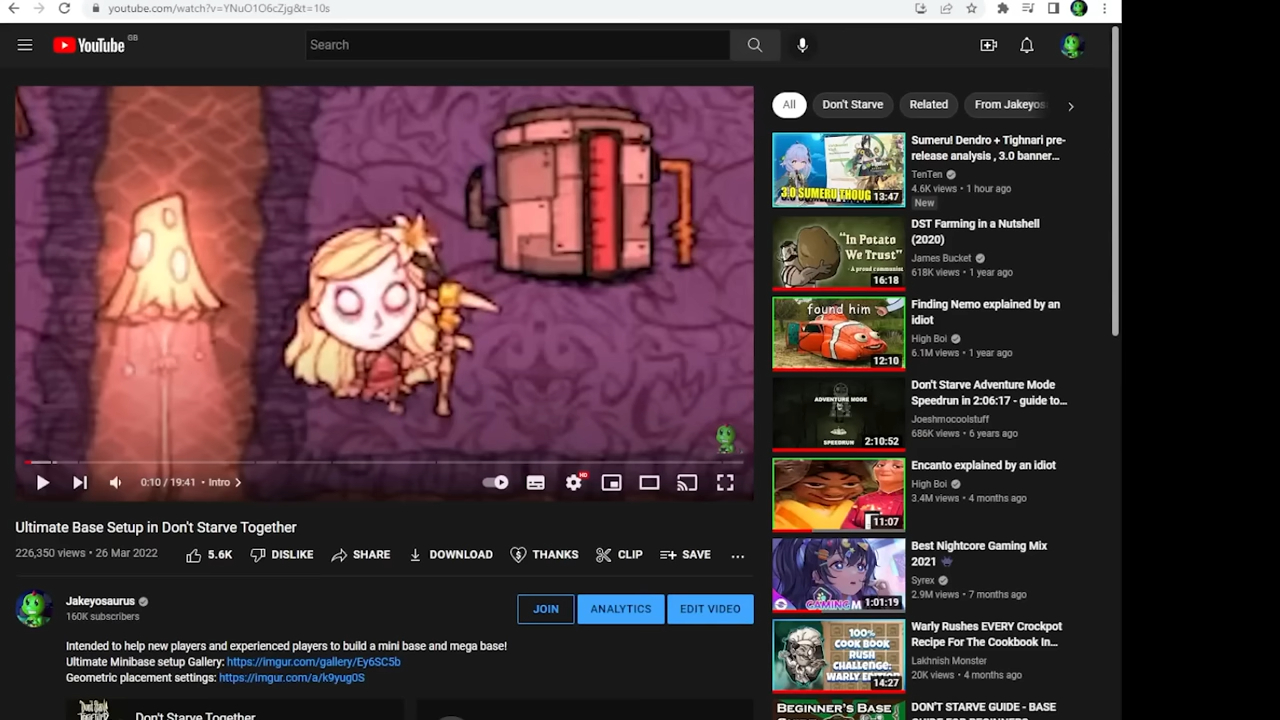 youtube.com/watch?v=YNuO1O6cZjg&t=10s
YouTube GB
Search
0:10 / 19:41 • Intro
HD
Ultimate Base Setup in Don't Starve Together
226,350 views • 26 Mar 2022
5.6K DISLIKE SHARE DOWNLOAD THANKS CLIP SAVE
Jakeyosaurus
160K subscribers
JOIN ANALYTICS EDIT VIDEO
Intended to help new players and experienced players to build a mini base and mega base!
Ultimate Minibase setup Gallery: https://imgur.com/gallery/Ey6SC5b
Geometric placement settings: https://imgur.com/a/k9yug0S
Don't Starve Together
All Don't Starve Related From Jakeyos
3.0 SUMERU THOUG
13:47
Sumeru! Dendro + Tighnari pre-
release analysis , 3.0 banner...
TenTen
4.6K views • 1 hour ago
New
"In Potato
We Trust"
- A proud communist
16:18
DST Farming in a Nutshell
(2020)
James Bucket
618K views • 1 year ago
found him
12:10
Finding Nemo explained by an
idiot
High Boi
6.1M views • 1 year ago
ADVENTURE MODE
SPEEDRUN
2:10:52
Don't Starve Adventure Mode
Speedrun in 2:06:17 - guide to...
Joeshmocoolstuff
686K views • 6 years ago
11:07
Encanto explained by an idiot
High Boi
3.4M views • 4 months ago
GAMING M
1:01:19
Best Nightcore Gaming Mix
2021
Syrex
2.9M views • 7 months ago
100%
COOK BOOK
RUSH
CHALLENGE:
WARLY EDITION
14:27
Warly Rushes EVERY Crockpot
Recipe For The Cookbook In...
Lakhnish Monster
20K views • 4 months ago
BEGINNER'S BASE
DON'T STARVE GUIDE - BASE
GUIDE FOR BEGINNERS